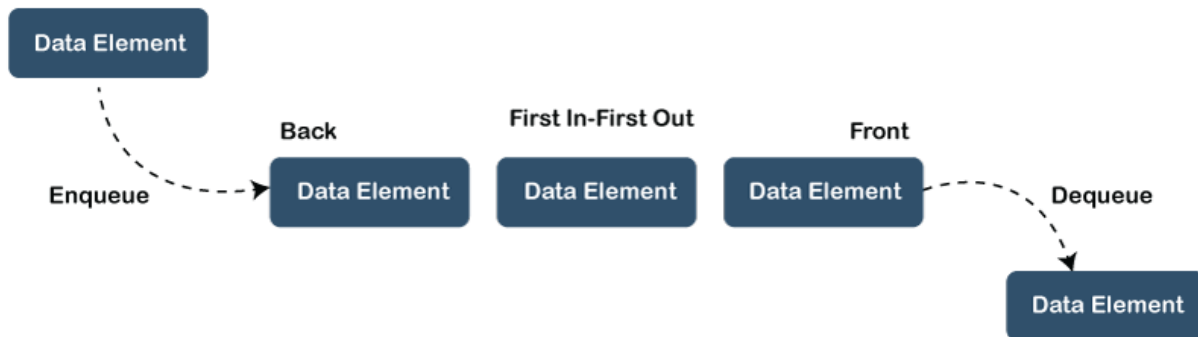 Data Element
Back
First In-First Out
Front
Enqueue
Data Element
Data Element
Data Element
Dequeue
Data Element